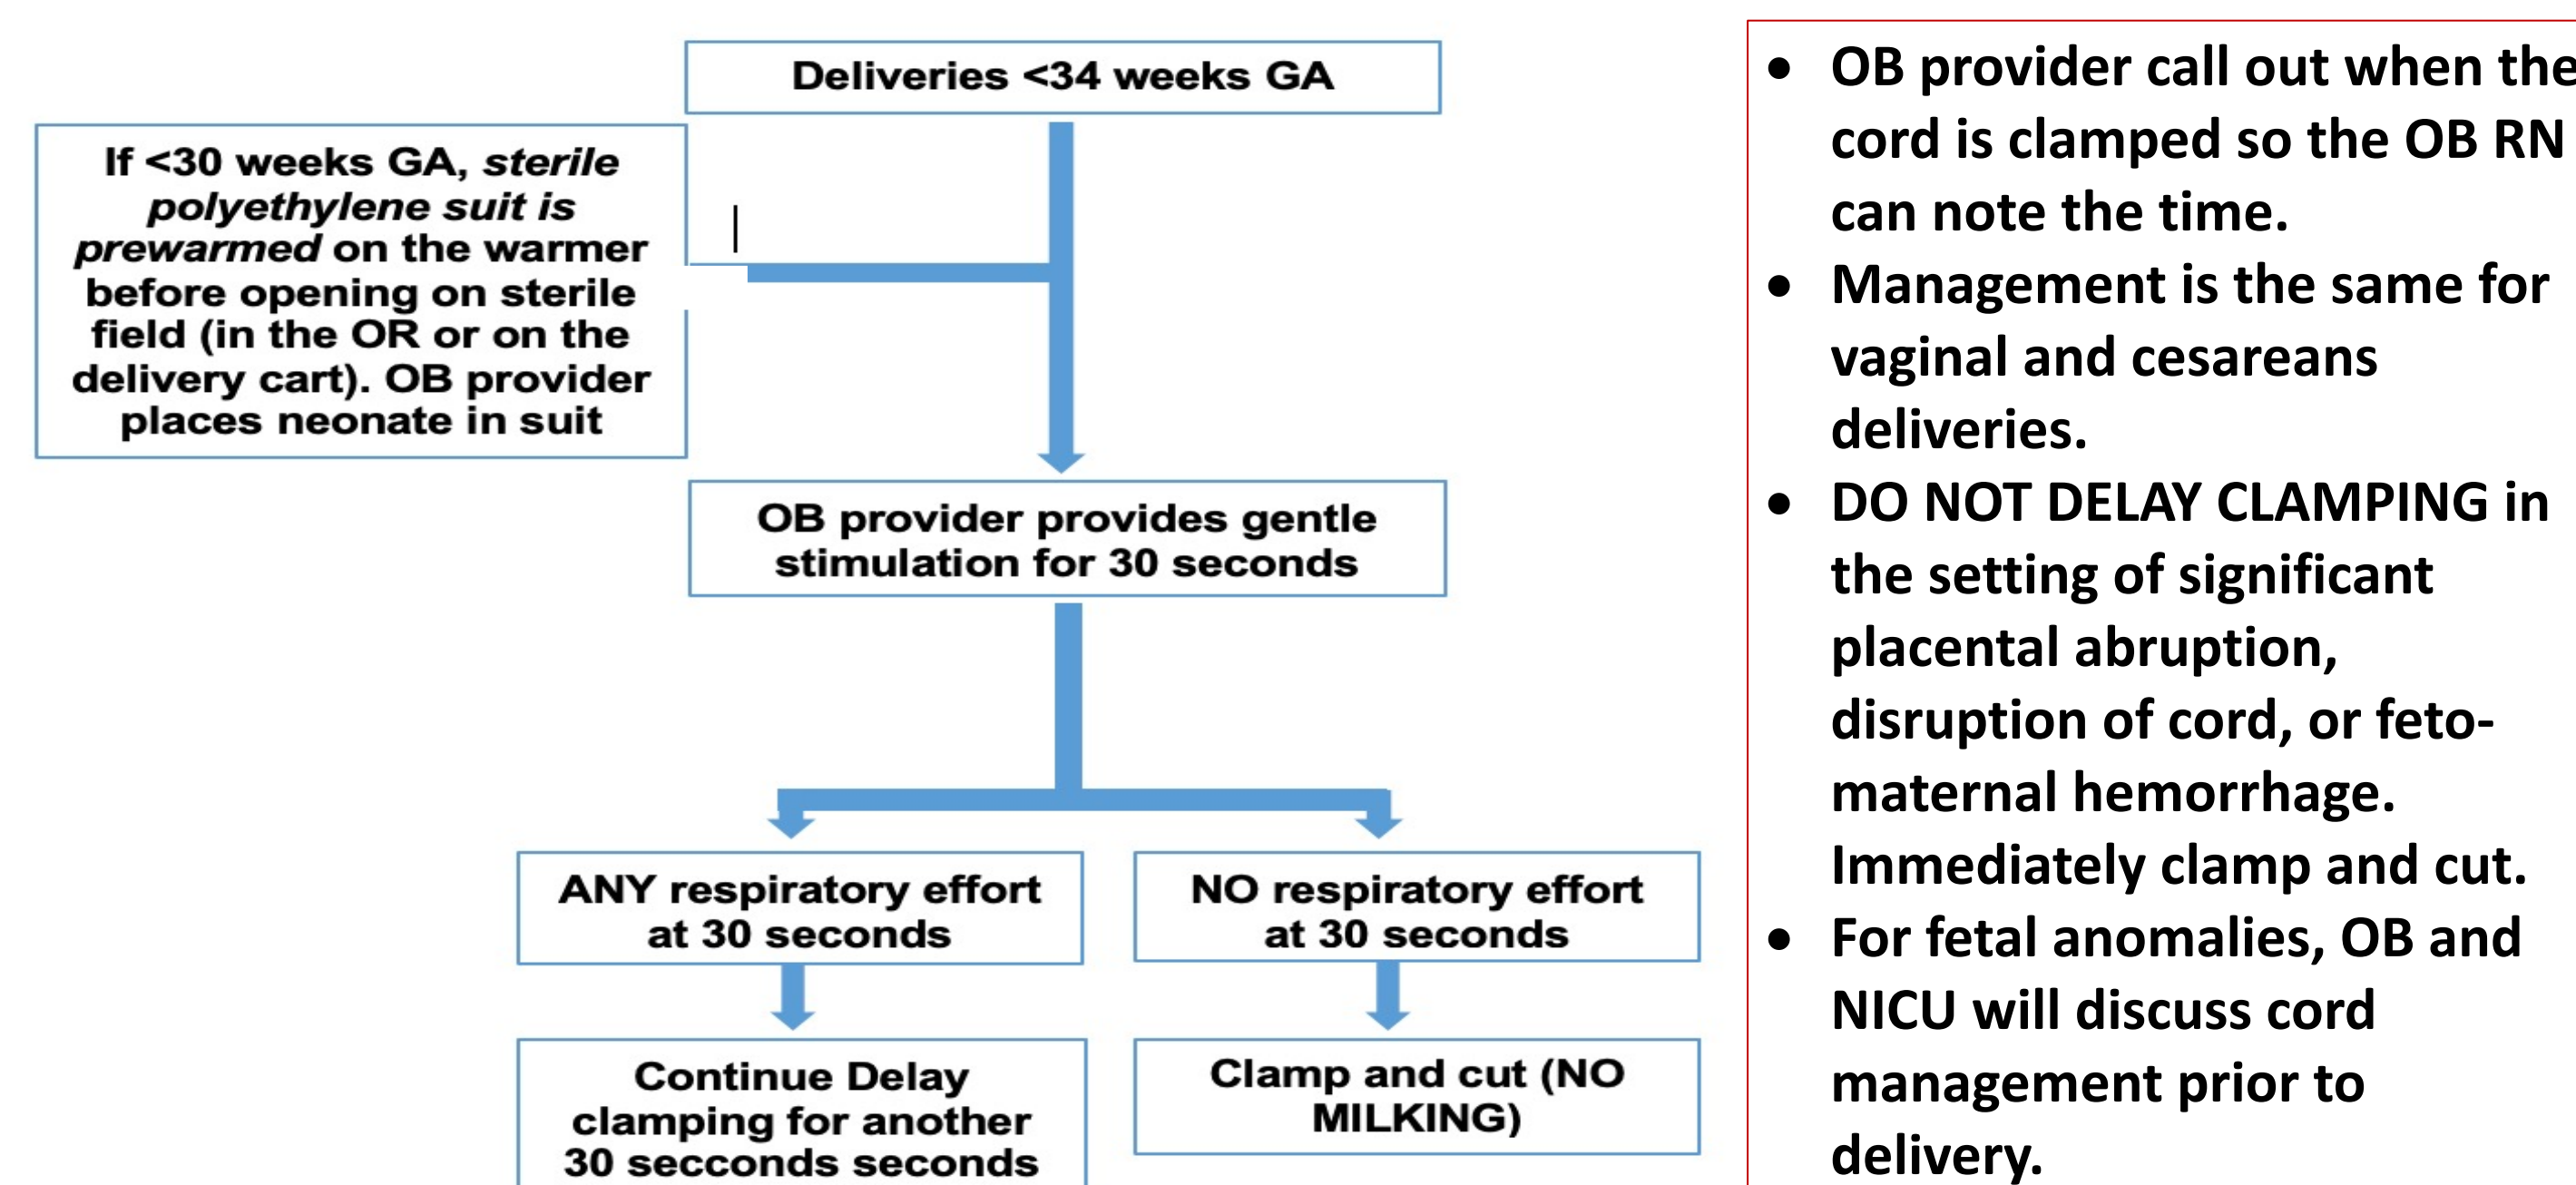 Deliveries <34 weeks GA
If <30 weeks GA, sterile
polyethylene suit is
prewarmed on the warmer
before opening on sterile
field (in the OR or on the
delivery cart). OB provider
places neonate in suit
OB provider provides gentle
stimulation for 30 seconds
ANY respiratory effort
at 30 seconds
NO respiratory effort
at 30 seconds
Continue Delay
clamping for another
30 secconds seconds
Clamp and cut (NO
MILKING)
• OB provider call out when the
cord is clamped so the OB RN
can note the time.
• Management is the same for
vaginal and cesareans
deliveries.
• DO NOT DELAY CLAMPING in
the setting of significant
placental abruption,
disruption of cord, or feto-
maternal hemorrhage.
Immediately clamp and cut.
• For fetal anomalies, OB and
NICU will discuss cord
management prior to
delivery.